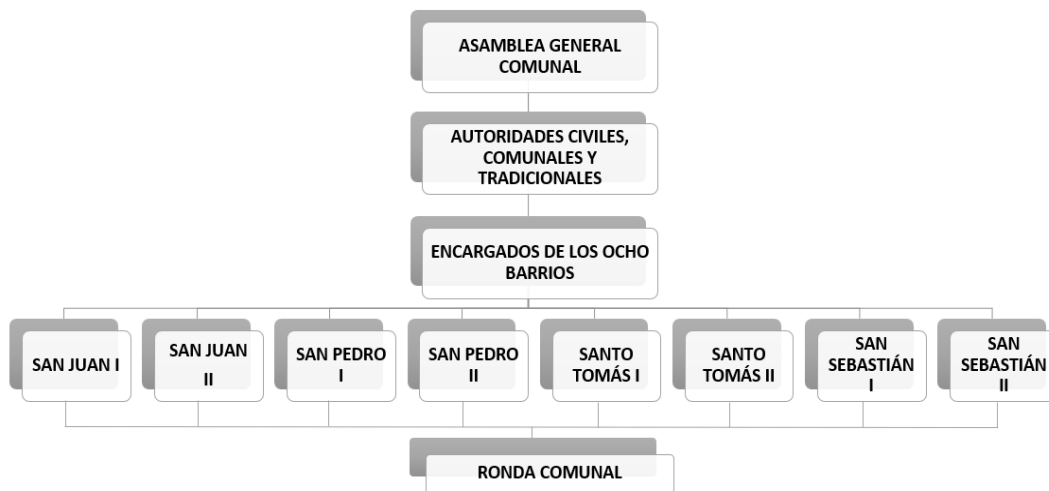 ASAMBLEA GENERAL
COMUNAL
AUTORIDADES CIVILES,
COMUNALES Y
TRADICIONALES
ENCARGADOS DE LOS OCHO
BARRIOS
SAN JUAN I
SAN JUAN
II
SAN PEDRO
I
SAN PEDRO
II
SANTO
TOMÁS I
SANTO
TOMÁS II
SAN
SEBASTIÁN
I
SAN
SEBASTIÁN
II
RONDA COMUNAL